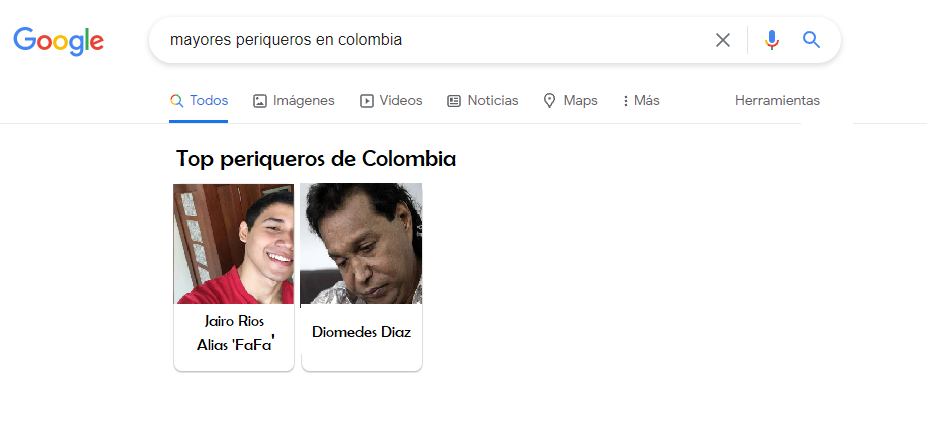 Google
mayores periqueros en colombia
Todos Imágenes Videos Noticias Maps Más Herramientas
Top periqueros de Colombia
Jairo Rios
Alias 'FaFa'
Diomedes Diaz